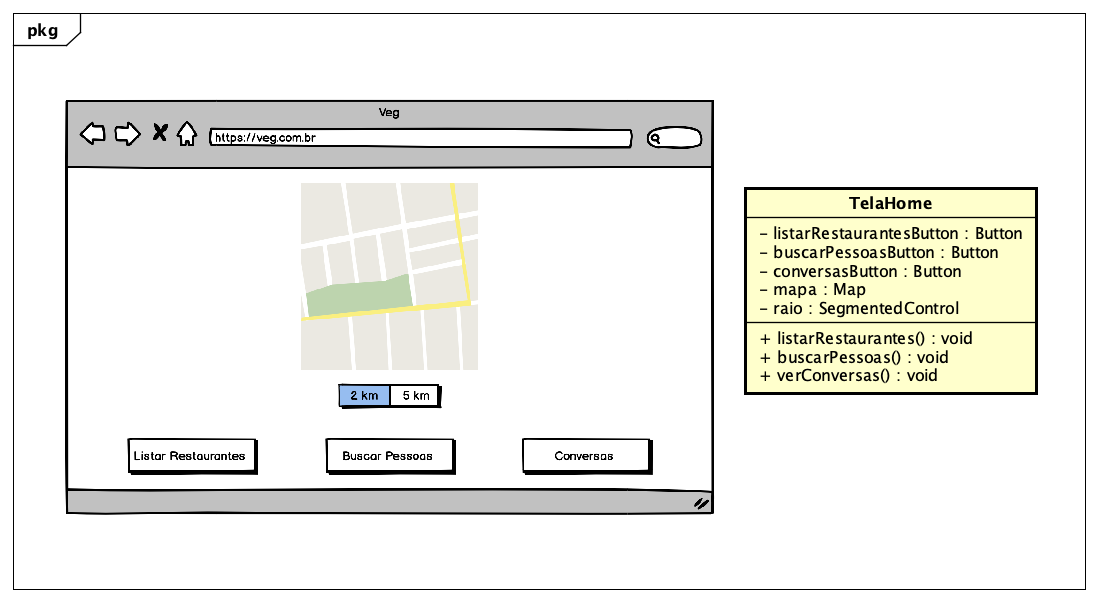 pkg
Veg
https://veg.com.br
2 km
5 km
Listar Restaurantes
Buscar Pessoas
Conversas
TelaHome
- listarRestaurantesButton : Button
- buscarPessoasButton : Button
- conversasButton : Button
- mapa : Map
- raio : SegmentedControl
+ listarRestaurantes() : void
+ buscarPessoas() : void
+ verConversas() : void